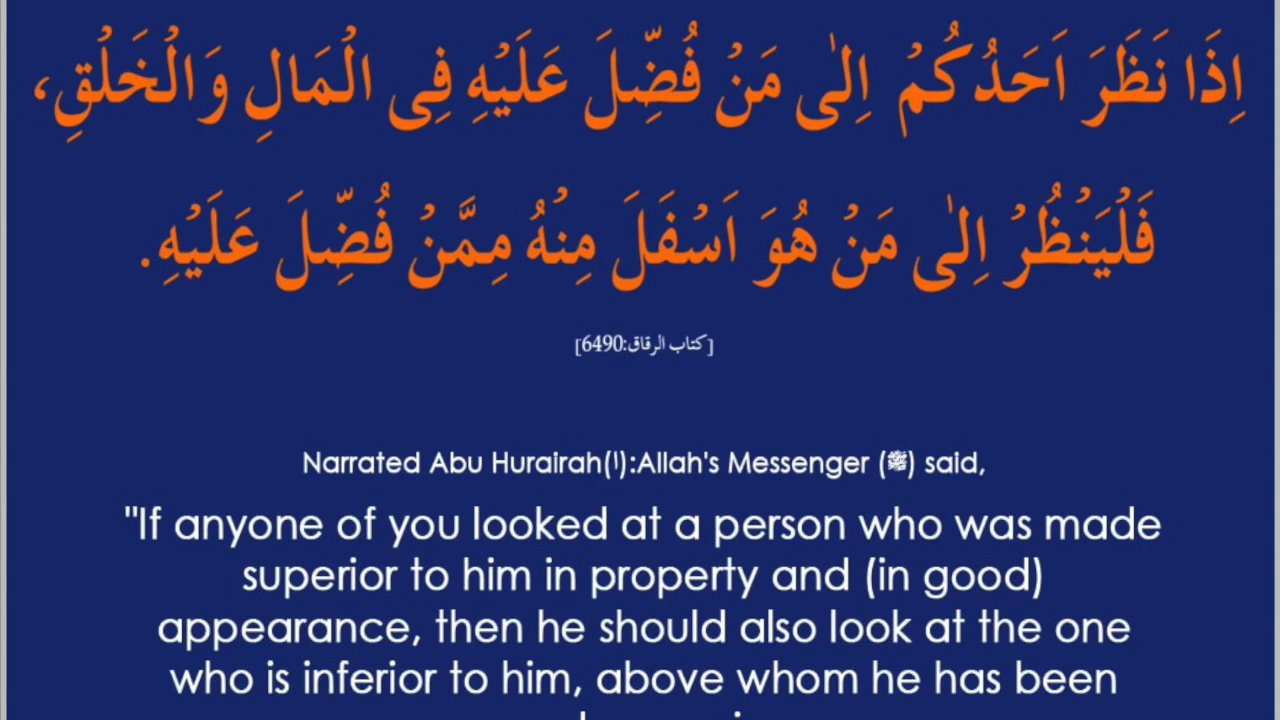 اِذَا نَظَرَ اَحَدُكُمْ اِلٰى مَنْ فُضِّلَ عَلَيْهِ فِى الْمَالِ وَالْخَلْقِ،
فَلْيَنْظُرْ اِلٰى مَنْ هُوَ اَسْفَلَ مِنْهُ مِمَّنْ فُضِّلَ عَلَيْهِ.
[كتاب الرقاق:6490]
Narrated Abu Hurairah(ا):Allah's Messenger (ﷺ) said,
"If anyone of you looked at a person who was made
superior to him in property and (in good)
appearance, then he should also look at the one
who is inferior to him, above whom he has been